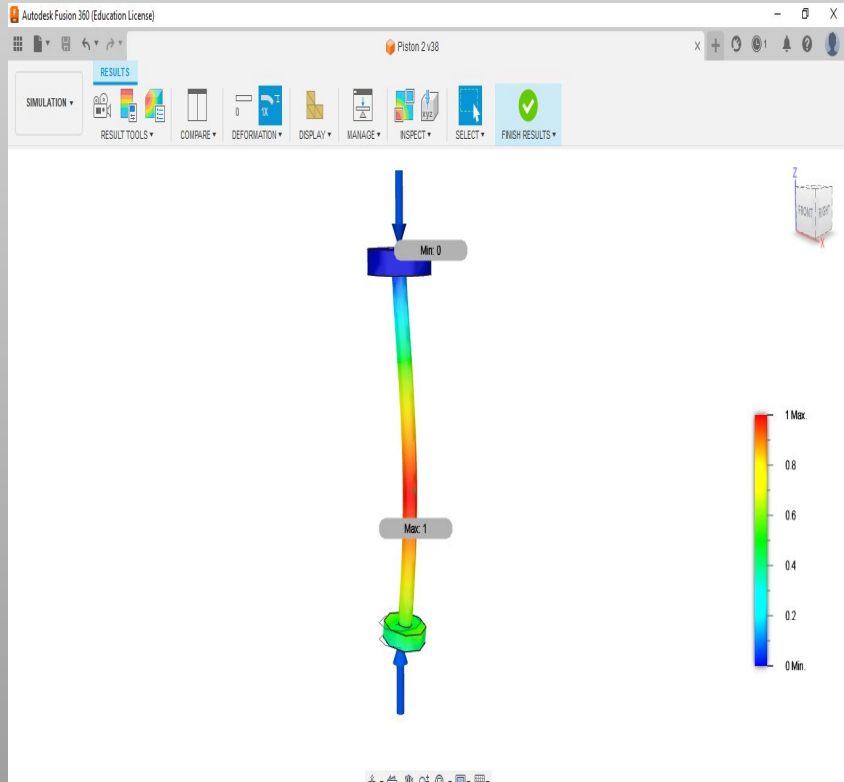 Autodesk Fusion 360 (Education License)
Piston 2 v38
1
RESULTS
SIMULATION
0
1X
xyz
RESULT TOOLS
COMPARE
DEFORMATION
DISPLAY
MANAGE
INSPECT
SELECT
FINISH RESULTS
Z
FRONT
RIGHT
X
Min: 0
1 Max.
0.8
0.6
Max: 1
0.4
0.2
0 Min.